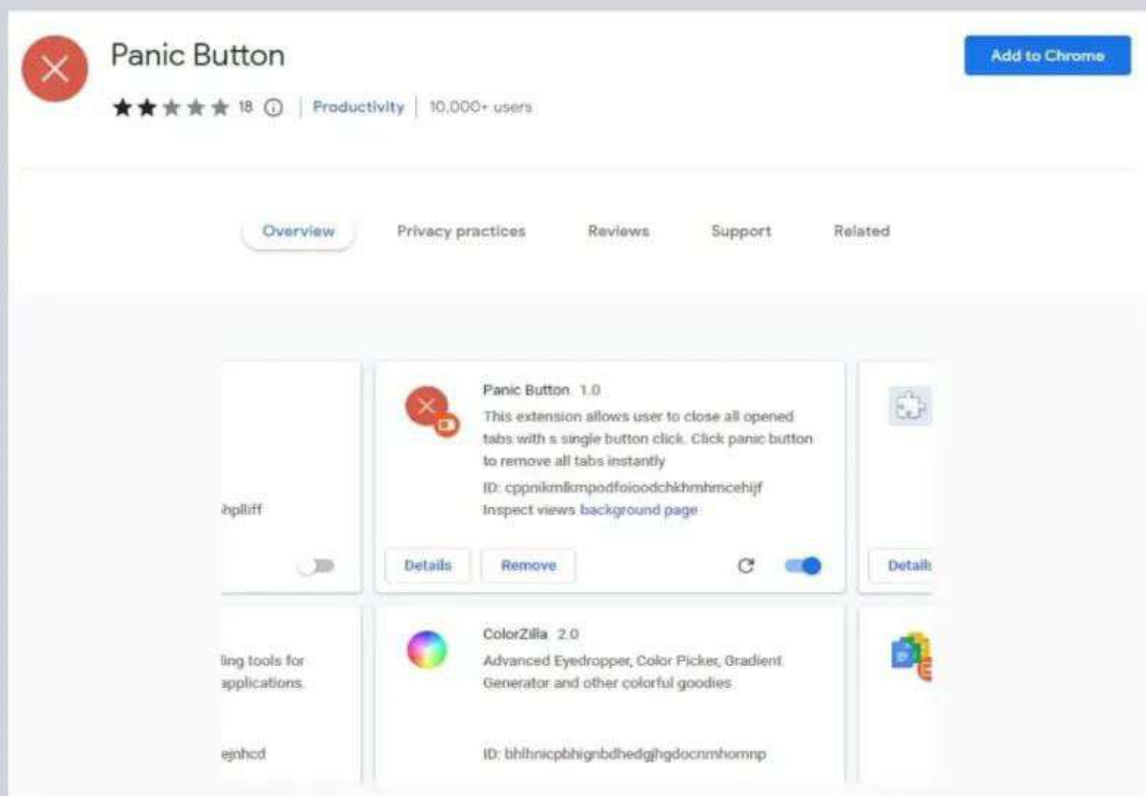 Panic Button
Add to Chrome
18 | Productivity | 10,000+ users
Overview Privacy practices Reviews Support Related
Panic Button 1.0
This extension allows user to close all opened
tabs with s single button click. Click panic button
to remove all tabs instantly
ID: cppnikmlkmpodfoioodchkhmhmcehijf
Inspect views background page
hplliff
Details Remove
Details
ColorZilla 2.0
Advanced Eyedropper, Color Picker, Gradient
Generator and other colorful goodies
ID: bhlhnicpbhignbdhedgjhgdocnmhomnp
ling tools for
applications.
ejnhcd